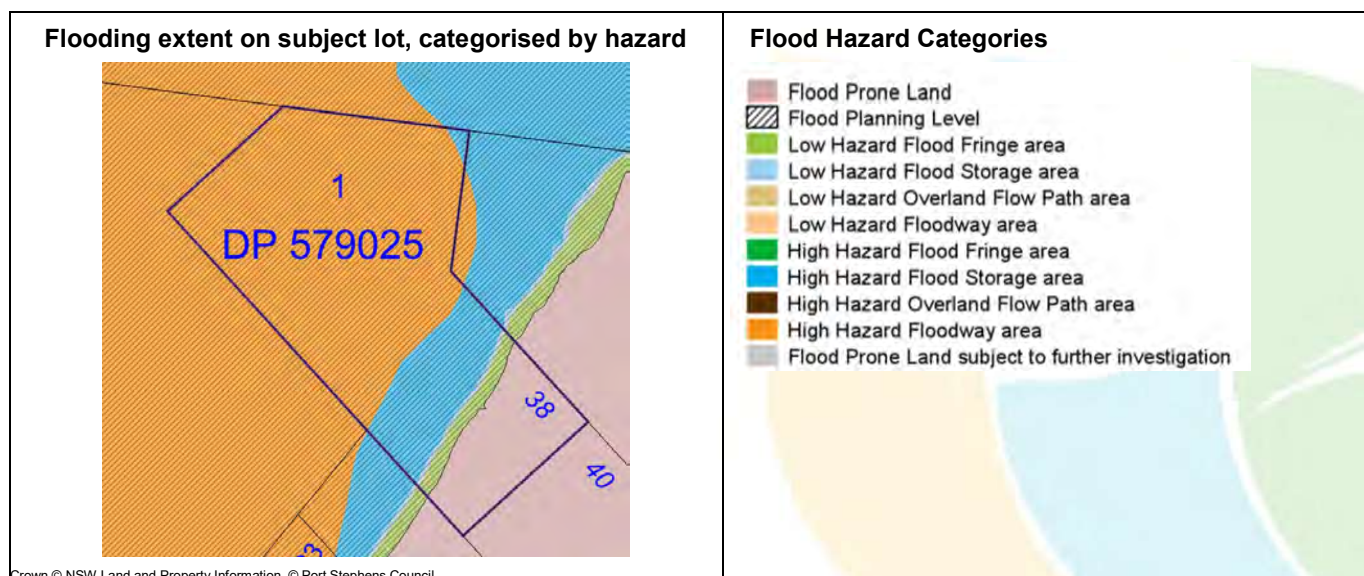 Flooding extent on subject lot, categorised by hazard
1
DP 579025
38
40
Crown © NSW Land and Property Information © Port Stephens Council
Flood Hazard Categories
Flood Prone Land
Flood Planning Level
Low Hazard Flood Fringe area
Low Hazard Flood Storage area
Low Hazard Overland Flow Path area
Low Hazard Floodway area
High Hazard Flood Fringe area
High Hazard Flood Storage area
High Hazard Overland Flow Path area
High Hazard Floodway area
Flood Prone Land subject to further investigation